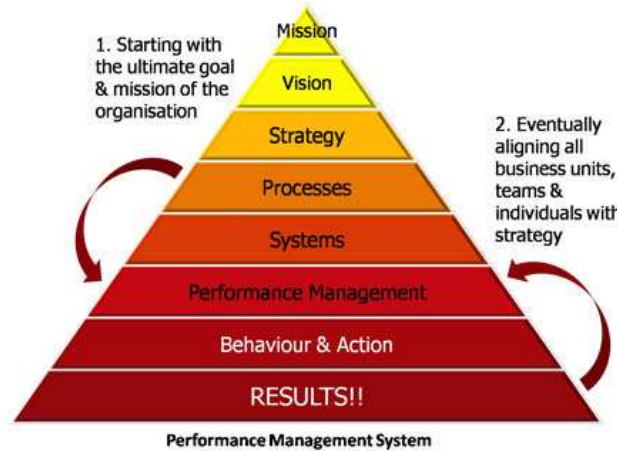 Mission
1. Starting with
the ultimate goal
& mission of the
organisation
Vision
Strategy
2. Eventually
aligning all
business units,
teams &
individuals with
strategy
Processes
Systems
Performance Management
Behaviour & Action
RESULTS!!
Performance Management System